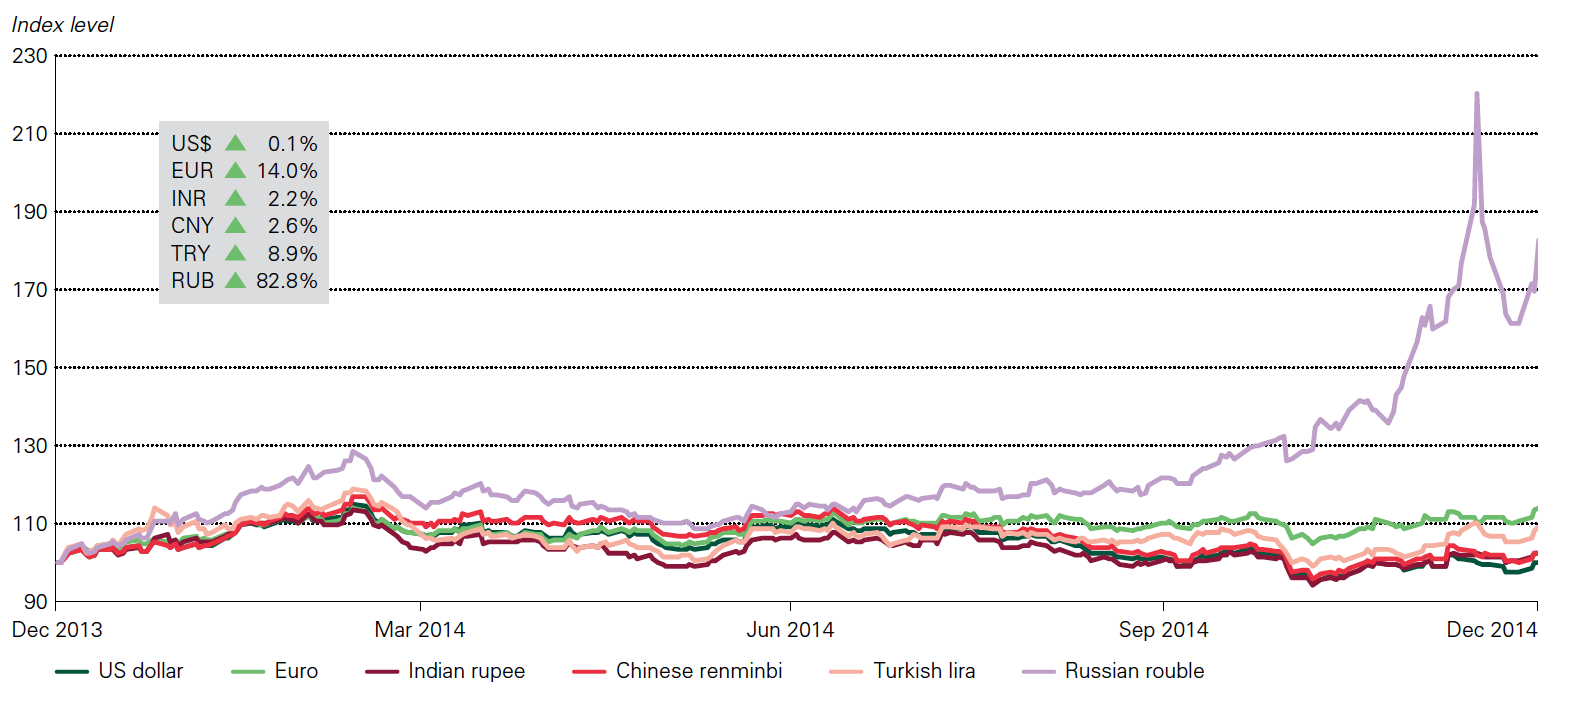 Index level
230
210
190
170
150
130
110
90
US$ 0.1%
EUR 14.0%
INR 2.2%
CNY 2.6%
TRY 8.9%
RUB 82.8%
Dec 2013 Mar 2014 Jun 2014 Sep 2014 Dec 2014
US dollar Euro Indian rupee Chinese renminbi Turkish lira Russian rouble